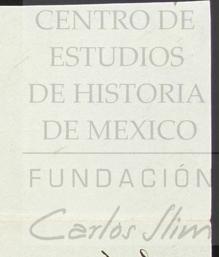 CENTRO DE
ESTUDIOS
DE HISTORIA
DE MEXICO
FUNDACIÓN
Carlos Slim